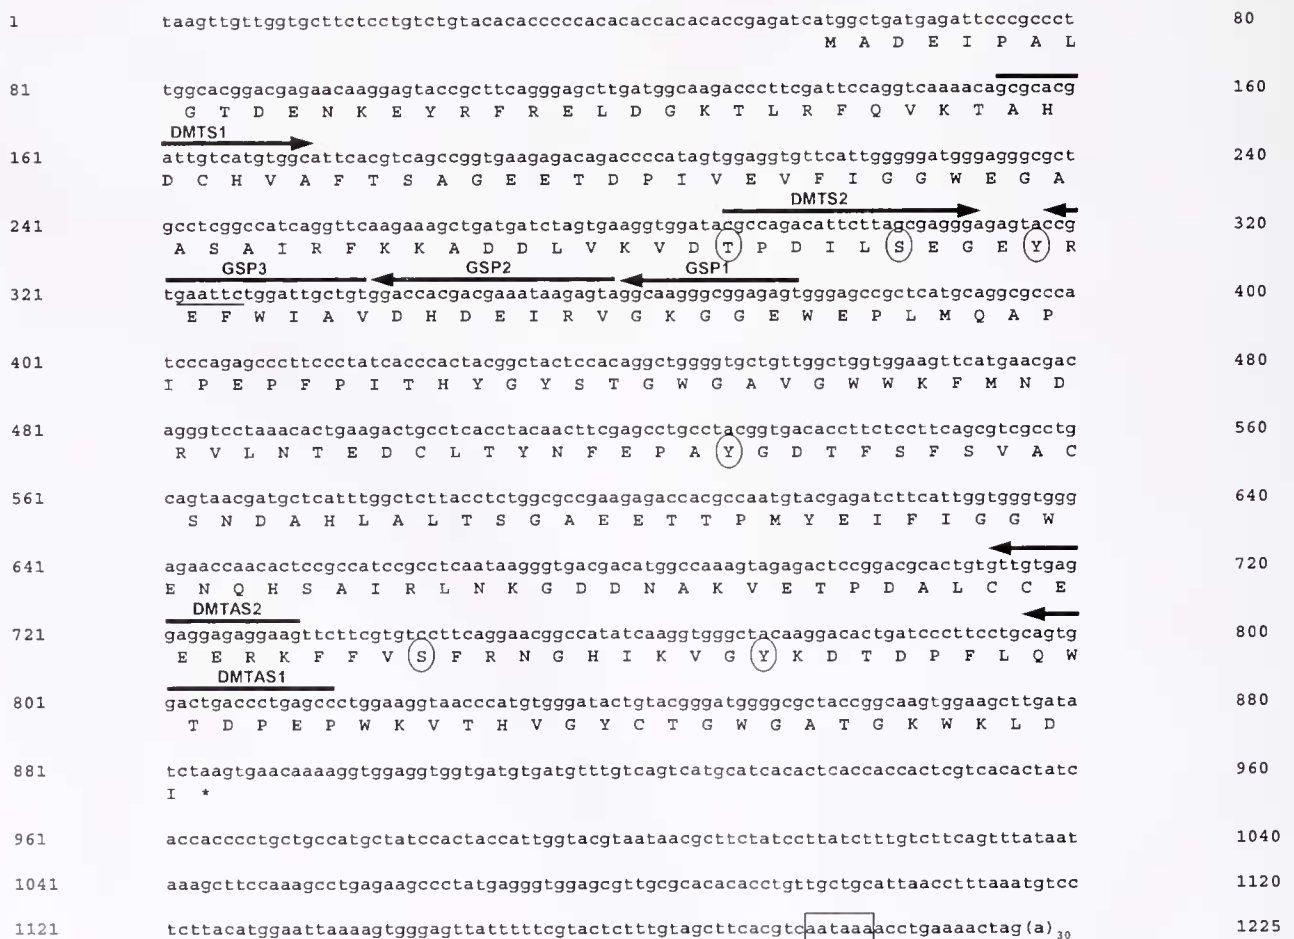 1 taagttgttggtgcttctcctgtctgtacacacccccacacaccacacaccgagatcatggctgatgagattcccgccct 80
M A D E I P A L
81 tggcacggacgagaacaaggagtaccgcttcagggagcttgatggcaagacccttcgattccaggtcaaaacagcgcacg 160
G T D E N K E Y R F R E L D G K T L R F Q V K T A H
DMTS1
161 attgtcatgtggcattcacgtcagccggtgaagagacagaccccatagtggaggtgttcattgggggatgggagggcgct 240
D C H V A F T S A G E E T D P I V E V F I G G W E G A
DMTS2
241 gcctcggccatcaggttcaagaaagctgatgatctagtgaaggtggatacgccagacattcttagcgagggagagtaccg 320
A S A I R F K K A D D L V K V D T P D I L S E G E Y R
GSP3 GSP2 GSP1
321 tgaattctggattgctgtggaccacgacgaaataagagtaggcaagggcggagagtgggagccgctcatgcaggcgccca 400
E F W I A V D H D E I R V G K G G E W E P L M Q A P
401 tcccagagcccttccctatcacccactacggctactccacaggctggggtgctgttggctggtggaagttcatgaacgac 480
I P E P F P I T H Y G Y S T G W G A V G W W K F M N D
481 agggtcctaaacactgaagactgcctcacctacaacttcgagcctgcctacggtgacaccttctccttcagcgtcgcctg 560
R V L N T E D C L T Y N F E P A Y G D T F S F S V A C
561 cagtaacgatgctcatttggctcttacctctggcgccgaagagaccacgccaatgtacgagatcttcattggtgggtggg 640
S N D A H L A L T S G A E E T T P M Y E I F I G G W
641 agaaccaacactccgccatccgcctcaataagggtgacgacatggccaaagtagagactccggacgcactgtgttgtgag 720
E N Q H S A I R L N K G D D N A K V E T P D A L C C E
DMTAS2
721 gaggagaggaagttcttcgtgtccttcaggaacggccatatcaaggtgggctacaaggacactgatcccttcctgcagtg 800
E E R K F F V S F R N G H I K V G Y K D T D P F L Q W
DMTAS1
801 gactgaccctgagccctggaaggtaacccatgtgggatactgtacgggatggggcgctaccggcaagtggaagcttgata 880
T D P E P W K V T H V G Y C T G W G A T G K W K L D
881 tctaagtgaacaaaaggtggaggtggtgatgtgatgtttgtcagtcatgcatcacactcaccaccactcgtcacactatc 960
I *
961 accacccctgctgccatgctatccactaccattggtacgtaataacgcttctatccttatctttgtcttcagtttataat 1040
1041 aaagcttccaaagcctgagaagccctatgagggtggagcgttgcgcacacacctgttgctgcattaacctttaaatgtcc 1120
1121 tcttacatggaattaaaagtgggagttatttttcgtactctttgtagcttcacgtcaataaaacctgaaaactag(a)30 1225